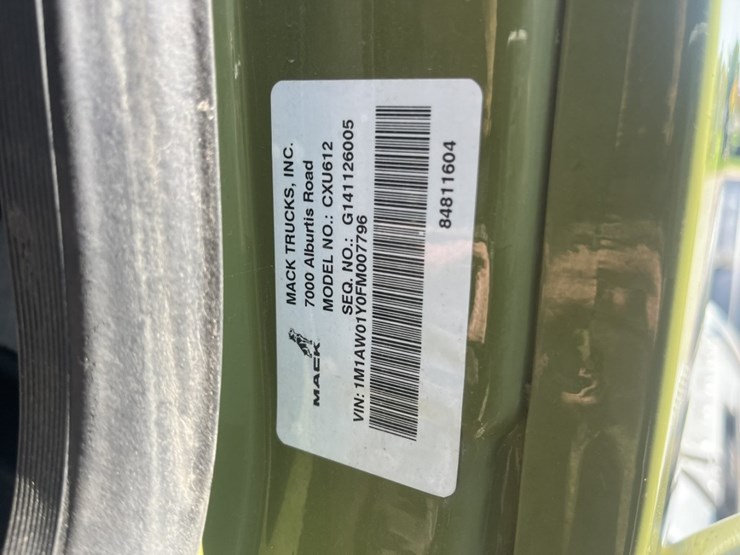 MACK TRUCKS, INC.
7000 Alburtis Road
MODEL NO.: CXU612
MACK
SEQ. NO.: G141126005
VIN: 1M1AW01Y0FM007796
84811604